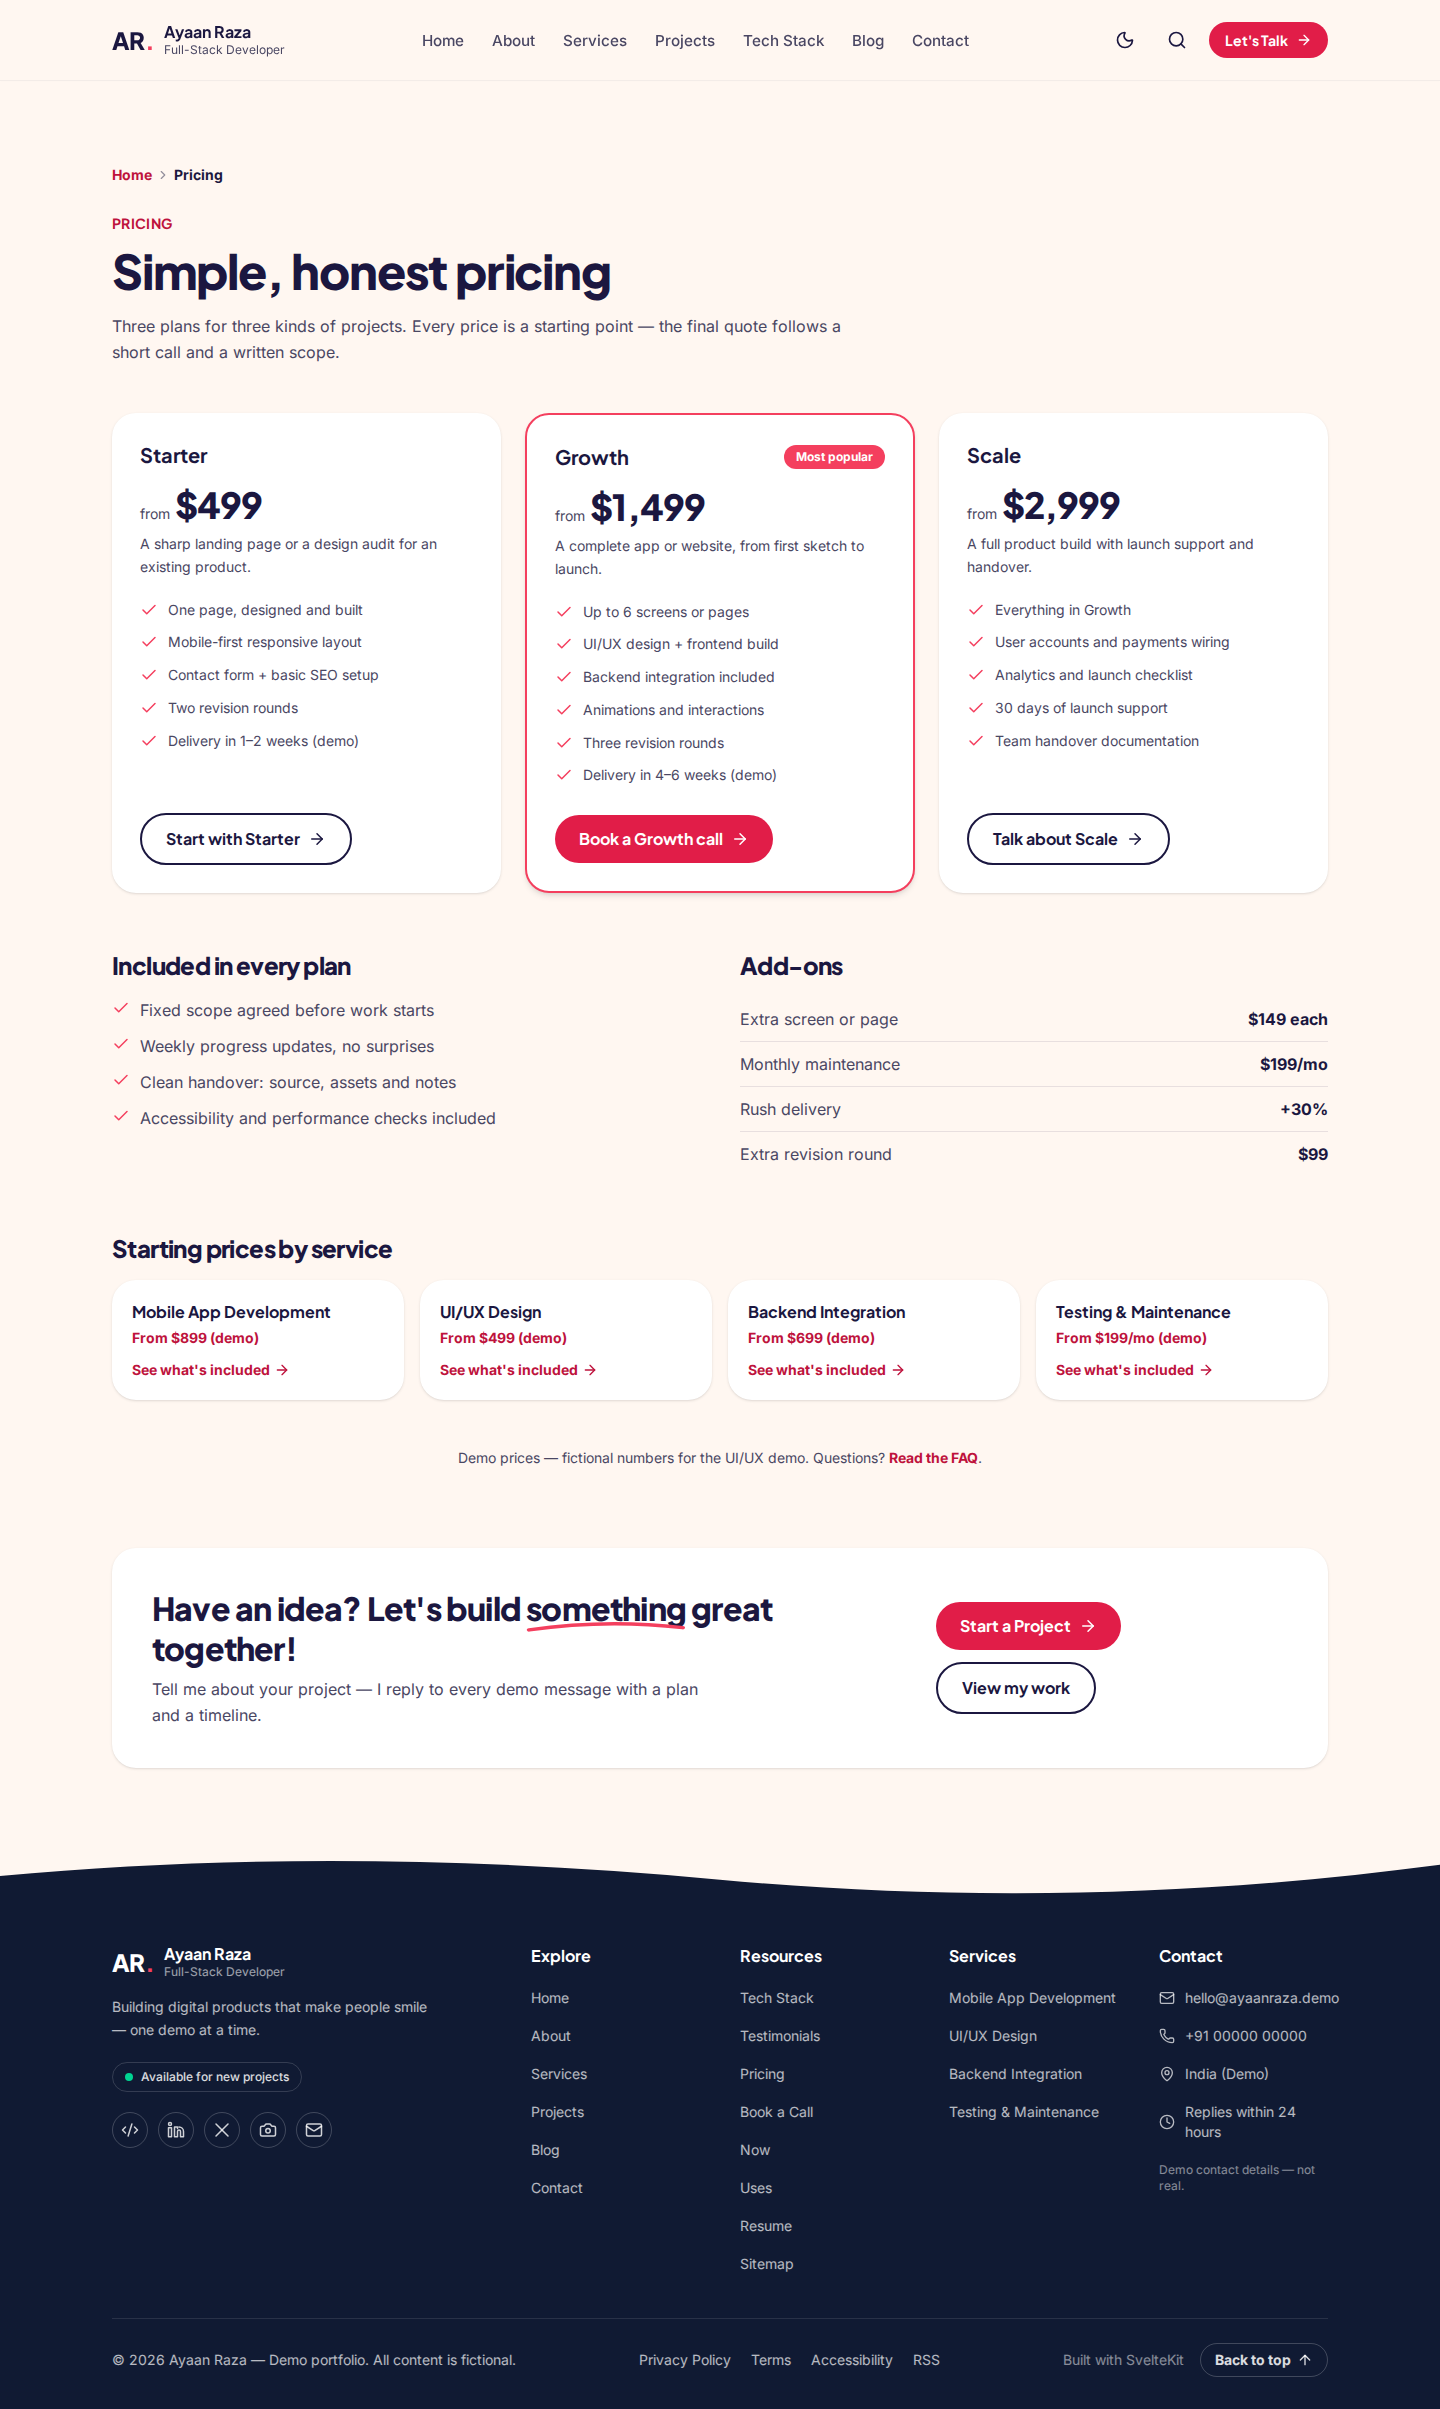 AR.
Ayaan Raza
Full-Stack Developer
Home
About
Services
Projects
Tech Stack
Blog
Contact
Let's Talk
Home
Pricing
PRICING
Simple, honest pricing
Three plans for three kinds of projects. Every price is a starting point — the final quote follows a
short call and a written scope.
Starter
from $499
A sharp landing page or a design audit for an
existing product.
One page, designed and built
Mobile-first responsive layout
Contact form + basic SEO setup
Two revision rounds
Delivery in 1–2 weeks (demo)
Start with Starter
Growth
Most popular
from $1,499
A complete app or website, from first sketch to
launch.
Up to 6 screens or pages
UI/UX design + frontend build
Backend integration included
Animations and interactions
Three revision rounds
Delivery in 4–6 weeks (demo)
Book a Growth call
Scale
from $2,999
A full product build with launch support and
handover.
Everything in Growth
User accounts and payments wiring
Analytics and launch checklist
30 days of launch support
Team handover documentation
Talk about Scale
Included in every plan
Fixed scope agreed before work starts
Weekly progress updates, no surprises
Clean handover: source, assets and notes
Accessibility and performance checks included
Add-ons
Extra screen or page $149 each
Monthly maintenance $199/mo
Rush delivery +30%
Extra revision round $99
Starting prices by service
Mobile App Development
From $899 (demo)
See what's included
UI/UX Design
From $499 (demo)
See what's included
Backend Integration
From $699 (demo)
See what's included
Testing & Maintenance
From $199/mo (demo)
See what's included
Demo prices — fictional numbers for the UI/UX demo. Questions? Read the FAQ.
Have an idea? Let's build something great
together!
Tell me about your project — I reply to every demo message with a plan
and a timeline.
Start a Project
View my work
AR.
Ayaan Raza
Full-Stack Developer
Building digital products that make people smile
— one demo at a time.
Available for new projects
Explore
Home
About
Services
Projects
Blog
Contact
Resources
Tech Stack
Testimonials
Pricing
Book a Call
Now
Uses
Resume
Sitemap
Services
Mobile App Development
UI/UX Design
Backend Integration
Testing & Maintenance
Contact
hello@ayaanraza.demo
+91 00000 00000
India (Demo)
Replies within 24
hours
Demo contact details — not
real.
© 2026 Ayaan Raza — Demo portfolio. All content is fictional.
Privacy Policy
Terms
Accessibility
RSS
Built with SvelteKit
Back to top